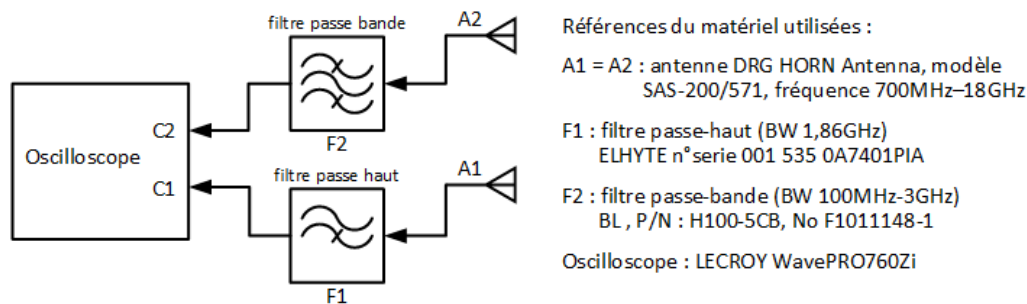 filtre passe bande
A2
F2
C2
Oscilloscope
C1
filtre passe haut
A1
F1
Références du matériel utilisées :
A1 = A2 : antenne DRG HORN Antenna, modèle
SAS-200/571, fréquence 700MHz–18GHz
F1 : filtre passe-haut (BW 1,86GHz)
ELHYTE n°serie 001 535 0A7401PIA
F2 : filtre passe-bande (BW 100MHz-3GHz)
BL , P/N : H100-5CB, No F1011148-1
Oscilloscope : LECROY WavePRO760Zi